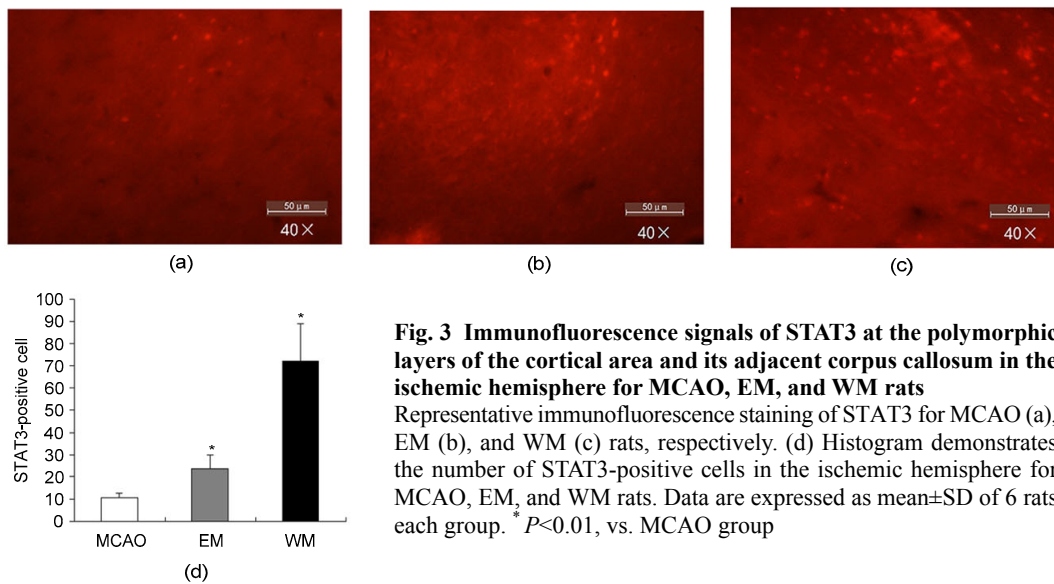 50 μm
40×
50 μm
40×
50 μm
40×
(a)
(b)
(c)
100
90
80
70
60
50
40
30
20
10
0
STAT3-positive cell
*
*
MCAO
EM
WM
(d)
Fig. 3 Immunofluorescence signals of STAT3 at the polymorphic
layers of the cortical area and its adjacent corpus callosum in the
ischemic hemisphere for MCAO, EM, and WM rats
Representative immunofluorescence staining of STAT3 for MCAO (a),
EM (b), and WM (c) rats, respectively. (d) Histogram demonstrates
the number of STAT3-positive cells in the ischemic hemisphere for
MCAO, EM, and WM rats. Data are expressed as mean±SD of 6 rats
each group. * P<0.01, vs. MCAO group